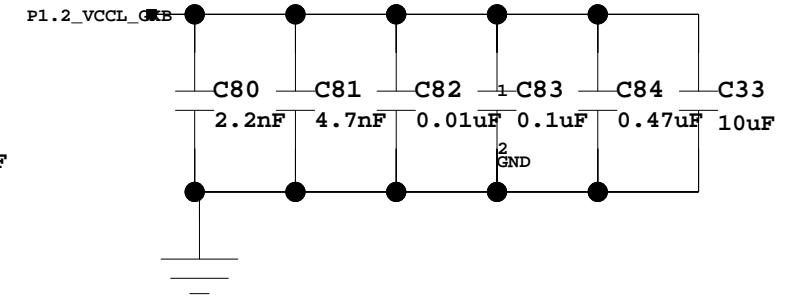 P1.2_VCCL_GXB
C80 C81 C82 1 C83 C84 C33
2.2nF 4.7nF 0.01uF 0.1uF 0.47uF 10uF
2
F GND